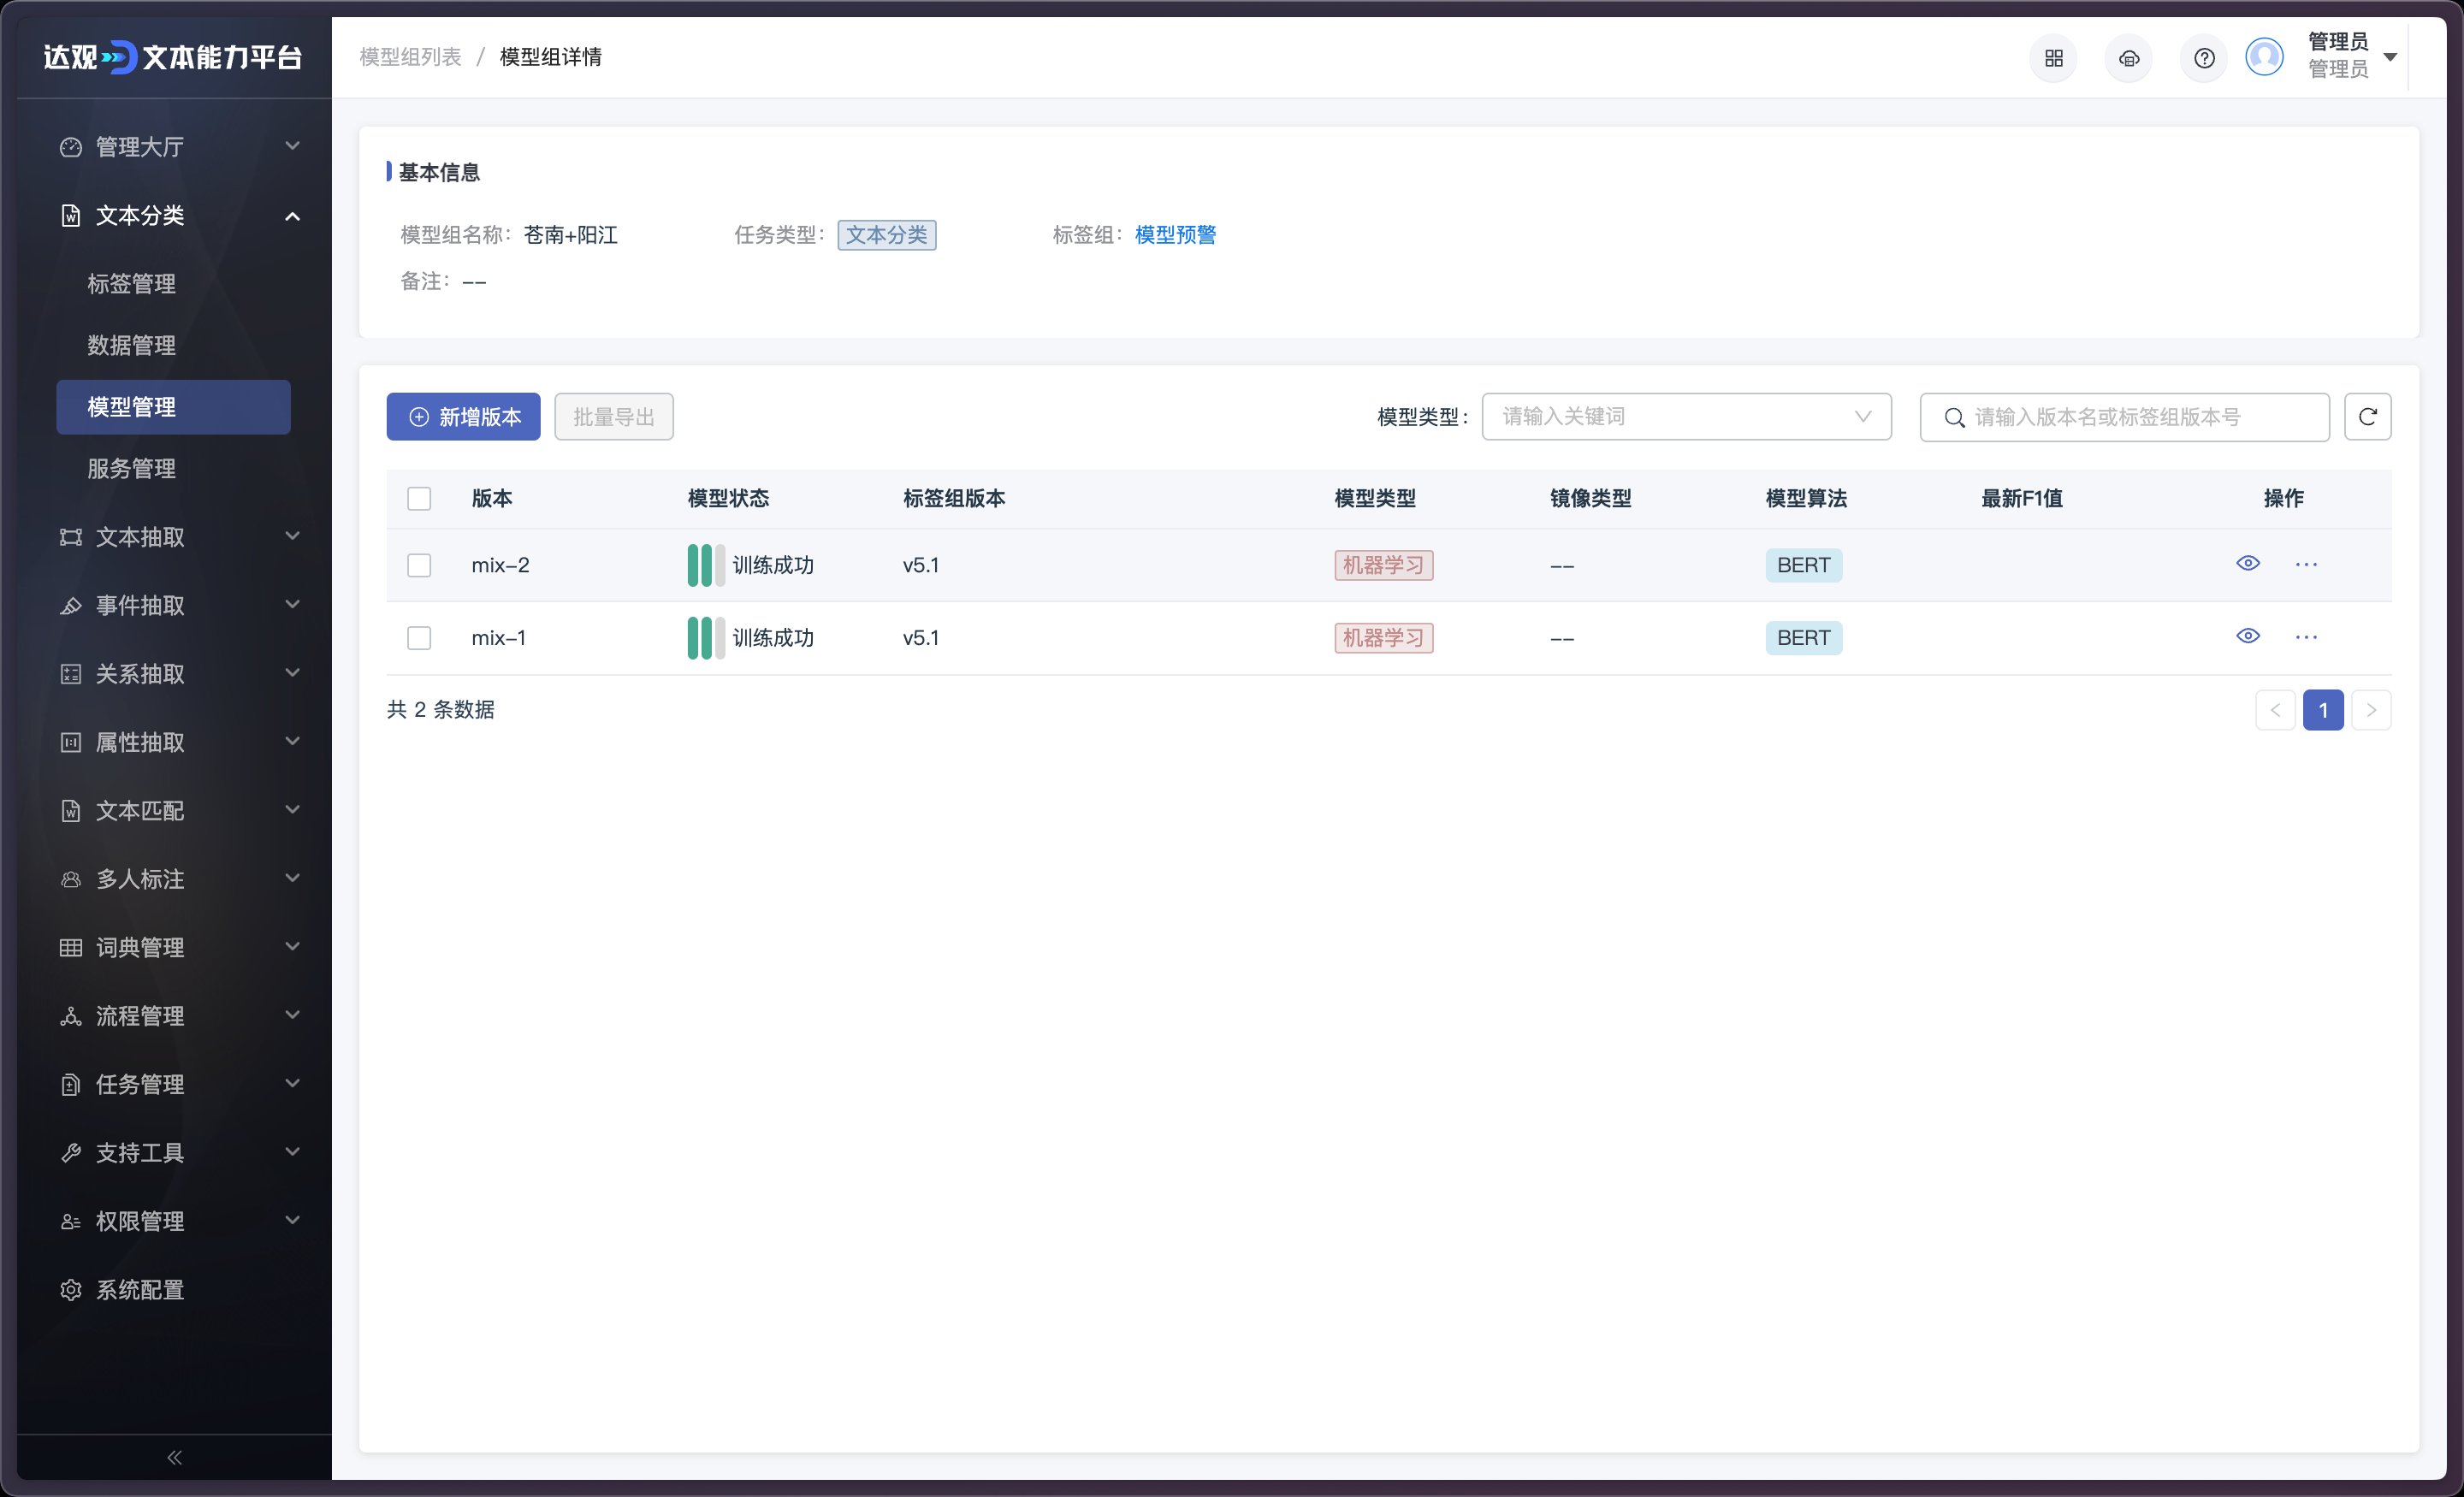 达观 文本能力平台
管理大厅
文本分类
标签管理
数据管理
模型管理
服务管理
文本抽取
事件抽取
关系抽取
属性抽取
文本匹配
多人标注
词典管理
流程管理
任务管理
支持工具
权限管理
系统配置
模型组列表 / 模型组详情
管理员
管理员
基本信息
模型组名称： 苍南+阳江 任务类型： 文本分类 标签组： 模型预警
备注： --
新增版本 批量导出 模型类型： 请输入关键词 请输入版本名或标签组版本号
版本 模型状态 标签组版本 模型类型 镜像类型 模型算法 最新F1值 操作
mix-2 训练成功 v5.1 机器学习 -- BERT ...
mix-1 训练成功 v5.1 机器学习 -- BERT ...
共 2 条数据 < 1 >